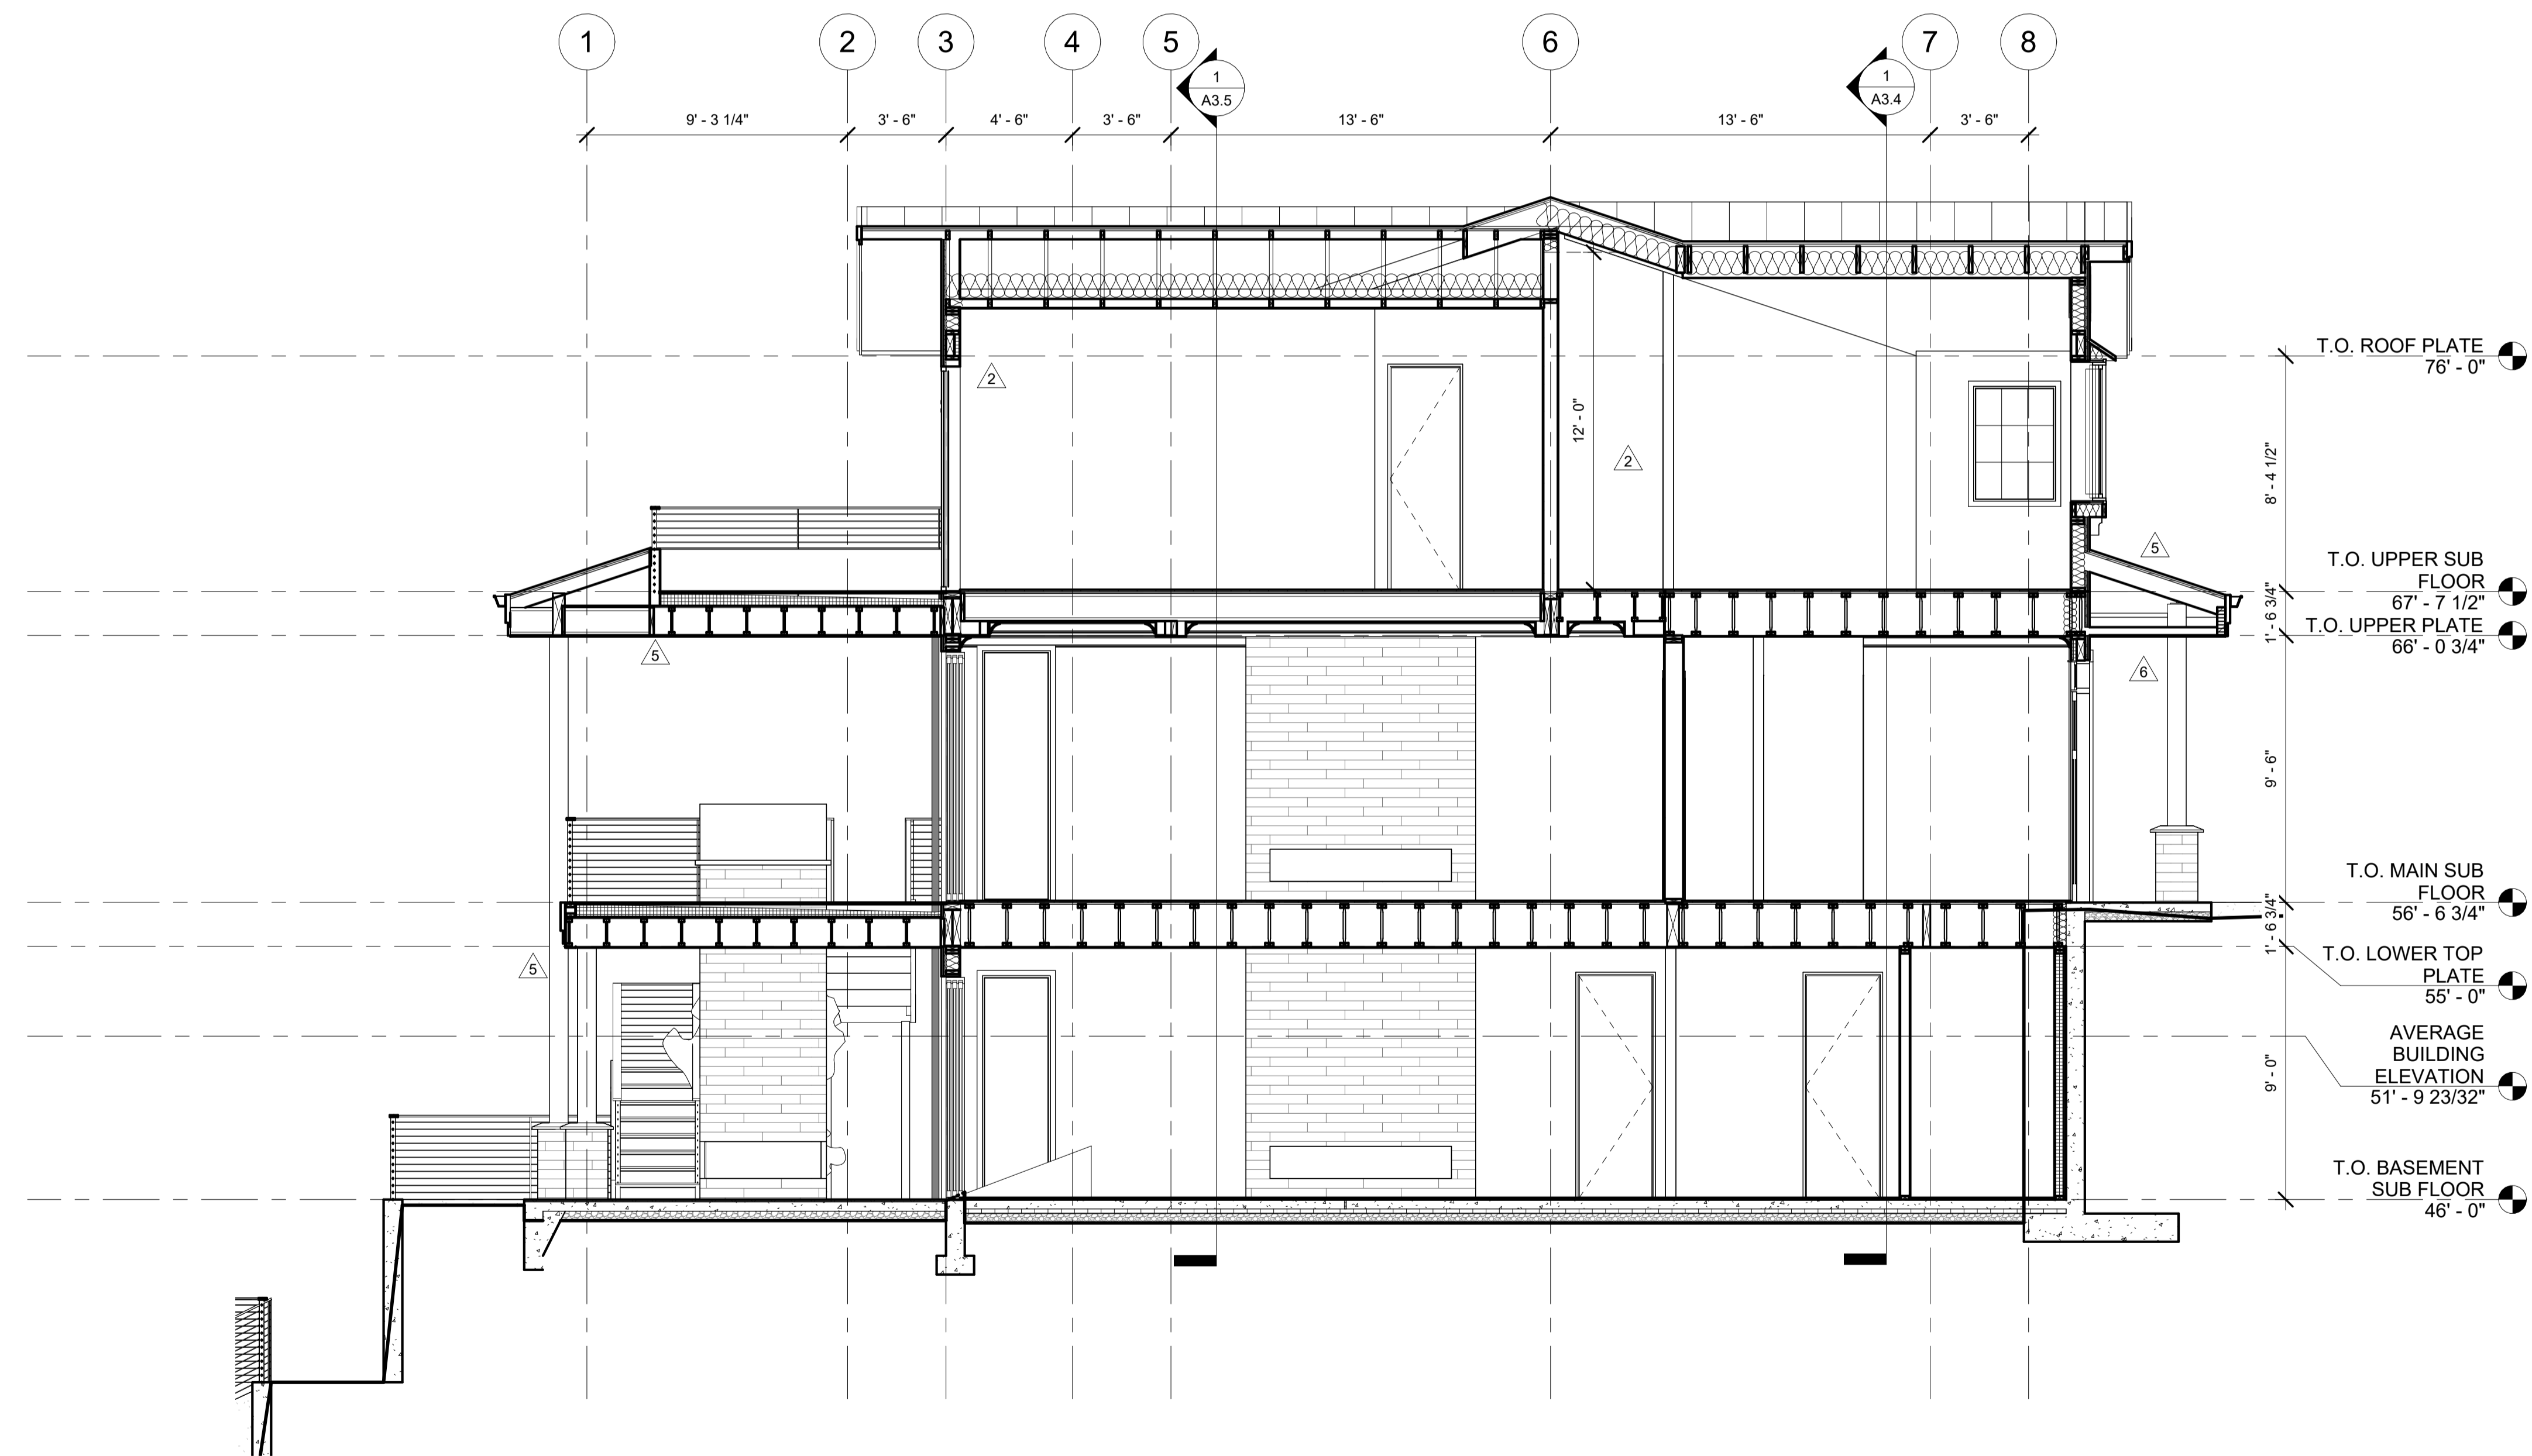 1 2 3 4 5 6 7 8
1
A3.5
1
A3.4
9' - 3 1/4" 3' - 6" 4' - 6" 3' - 6" 13' - 6" 13' - 6" 3' - 6"
T.O. ROOF PLATE
76' - 0"
2
12' - 0"
2
8' - 4 1/2"
5
T.O. UPPER SUB
FLOOR
67' - 7 1/2"
1' - 6 3/4"
T.O. UPPER PLATE
66' - 0 3/4"
5
6
9' - 6"
T.O. MAIN SUB
FLOOR
56' - 6 3/4"
1' - 6 3/4"
5
T.O. LOWER TOP
PLATE
55' - 0"
AVERAGE
BUILDING
ELEVATION
51' - 9 23/32"
9' - 0"
T.O. BASEMENT
SUB FLOOR
46' - 0"